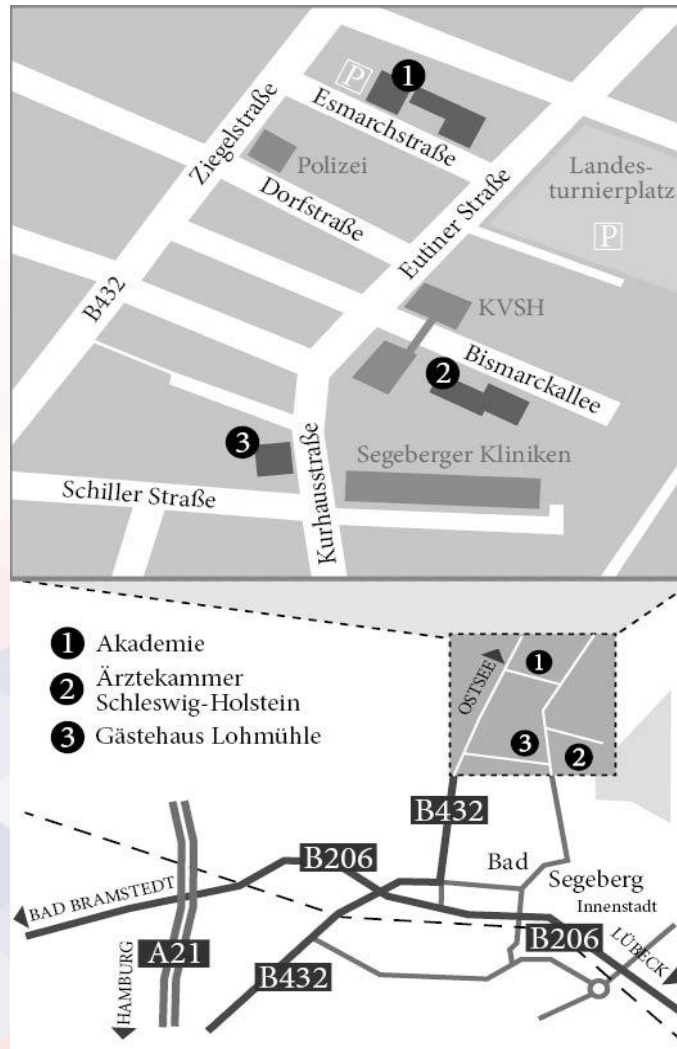 1
P
Esmarchstraße
Ziegelstraße
Polizei
Landes-
turnierplatz
P
Dorfstraße
Eutiner Straße
B432
KVSH
Bismarckallee
2
3
Segeberger Kliniken
Schiller Straße
Kurhausstraße
1 Akademie
2 Ärztekammer
Schleswig-Holstein
3 Gästehaus Lohmühle
1
OSTSEE
3
2
B432
B206
Bad
Segeberg
Innenstadt
BAD BRAMSTEDT
B206
LÜBECK
A21
B432
HAMBURG